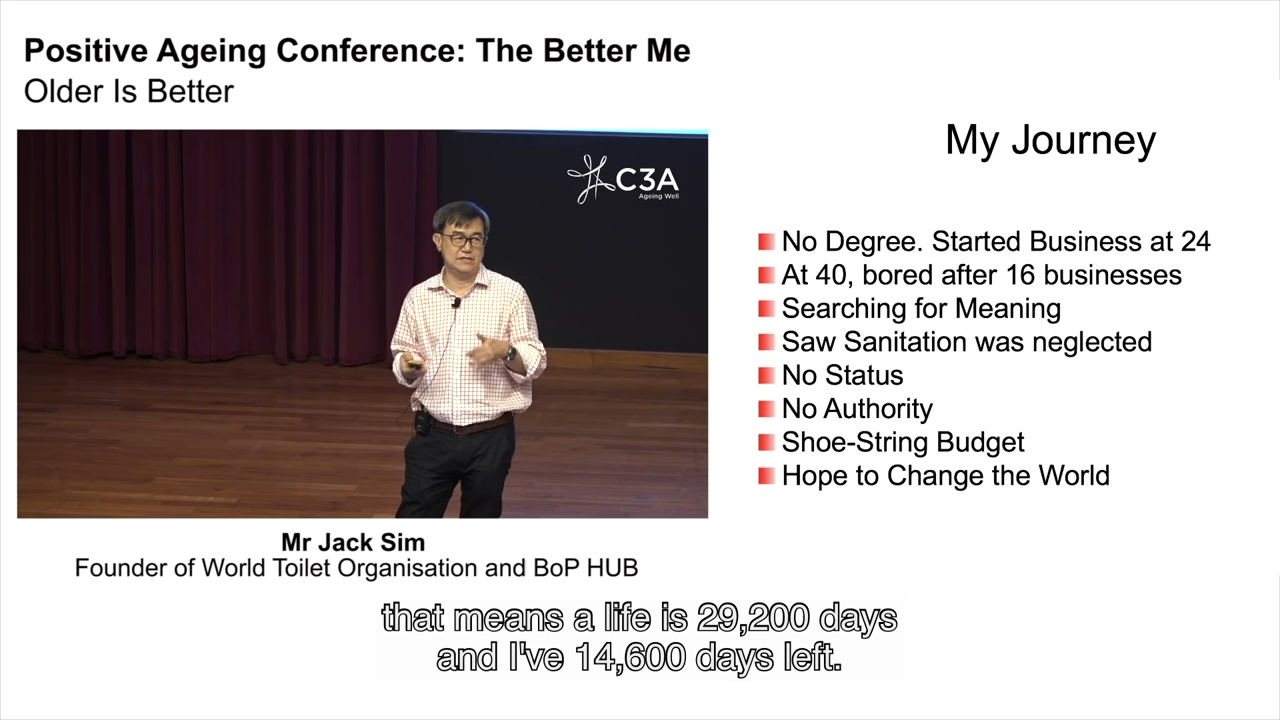 Positive Ageing Conference: The Better Me
Older Is Better
C3A
Ageing Well
My Journey
No Degree. Started Business at 24
At 40, bored after 16 businesses
Searching for Meaning
Saw Sanitation was neglected
No Status
No Authority
Shoe-String Budget
Hope to Change the World
Mr Jack Sim
Founder of World Toilet Organisation and BoP HUB
that means a life is 29,200 days
and I've 14,600 days left.